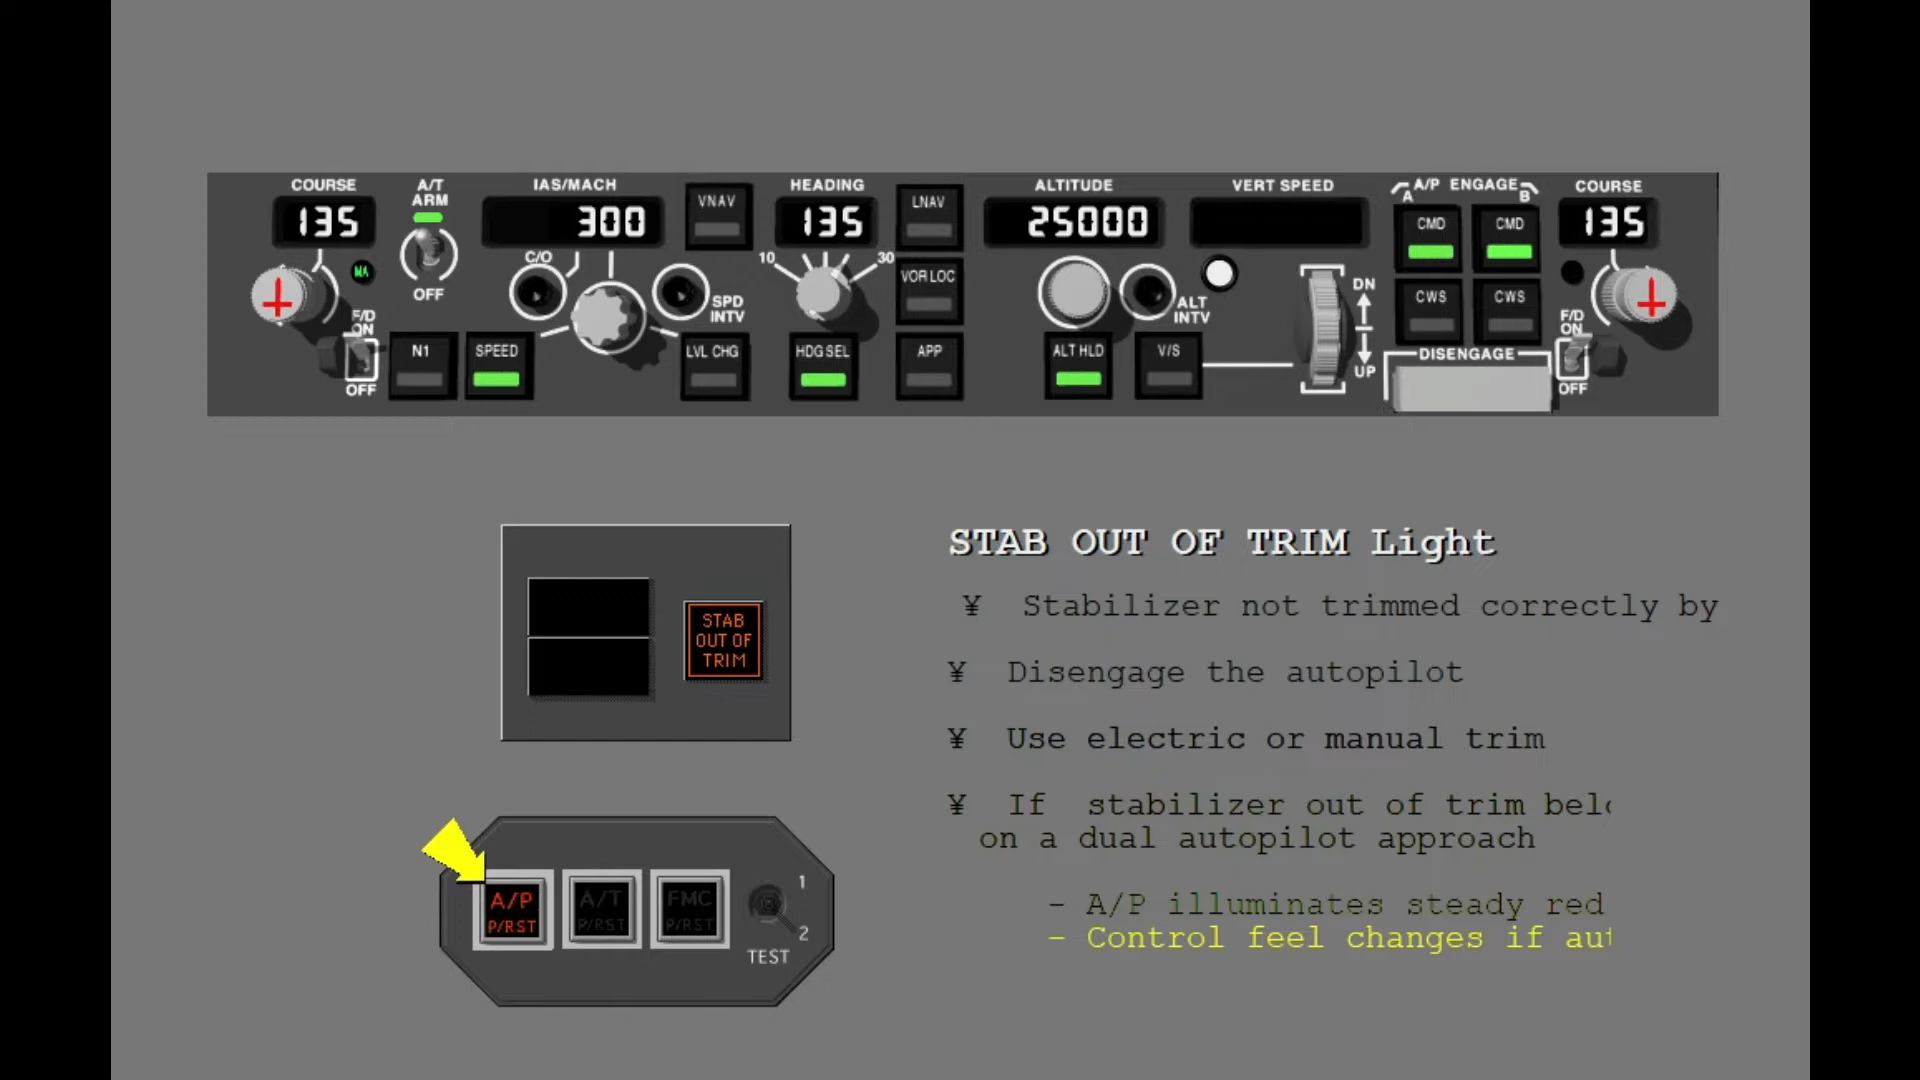 COURSE
A/T
ARM
IAS/MACH
HEADING
ALTITUDE
VERT SPEED
A/P ENGAGE
A
B
COURSE
135
300
VNAV
135
LNAV
25000
CMD
CMD
135
C/O
10
30
MA
OFF
SPD
INTV
VOR LOC
ALT
INTV
DN
CWS
CWS
F/D
ON
F/D
ON
N1
SPEED
LVL CHG
HDG SEL
APP
ALT HLD
V/S
UP
DISENGAGE
OFF
OFF
STAB
OUT OF
TRIM
STAB OUT OF TRIM Light
¥ Stabilizer not trimmed correctly by
¥ Disengage the autopilot
¥ Use electric or manual trim
¥ If stabilizer out of trim
on a dual autopilot approach
- A/P illuminates steady red
- Control feel changes if
A/P
P/RST
A/T
P/RST
FMC
P/RST
1
2
TEST